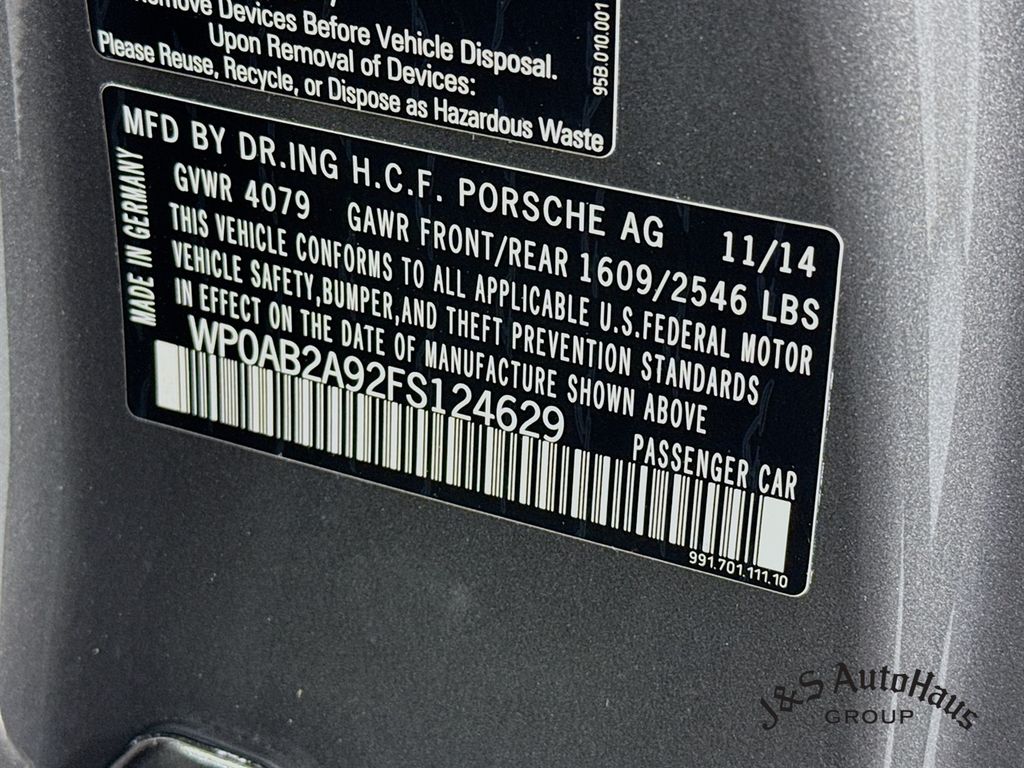 Remove Devices Before Vehicle Disposal.
Upon Removal of Devices:
Please Reuse, Recycle, or Dispose as Hazardous Waste
95B.010.001
MFD BY DR.ING H.C.F. PORSCHE AG 11/14
GVWR 4079 GAWR FRONT/REAR 1609/2546 LBS
THIS VEHICLE CONFORMS TO ALL APPLICABLE U.S.FEDERAL MOTOR
VEHICLE SAFETY,BUMPER,AND THEFT PREVENTION STANDARDS
IN EFFECT ON THE DATE OF MANUFACTURE SHOWN ABOVE
WP0AB2A92FS124629
PASSENGER CAR
MADE IN GERMANY
991.701.111.10
J&S AutoHaus
GROUP